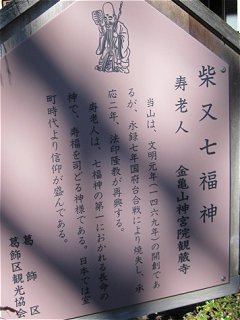 柴又七福神
寿老人　金亀山神宮院観蔵寺
当山は、文明元年(一四六九年)の開創であ
るが、永録七年国府台合戦により焼失し、承
応二年、法印隆教が再興する。
寿老人は、七福神の第一におかれる長命の
神で、寿福を司どる神様である。日本では室
町時代より信仰が盛んである。
葛飾区
葛飾区観光協会